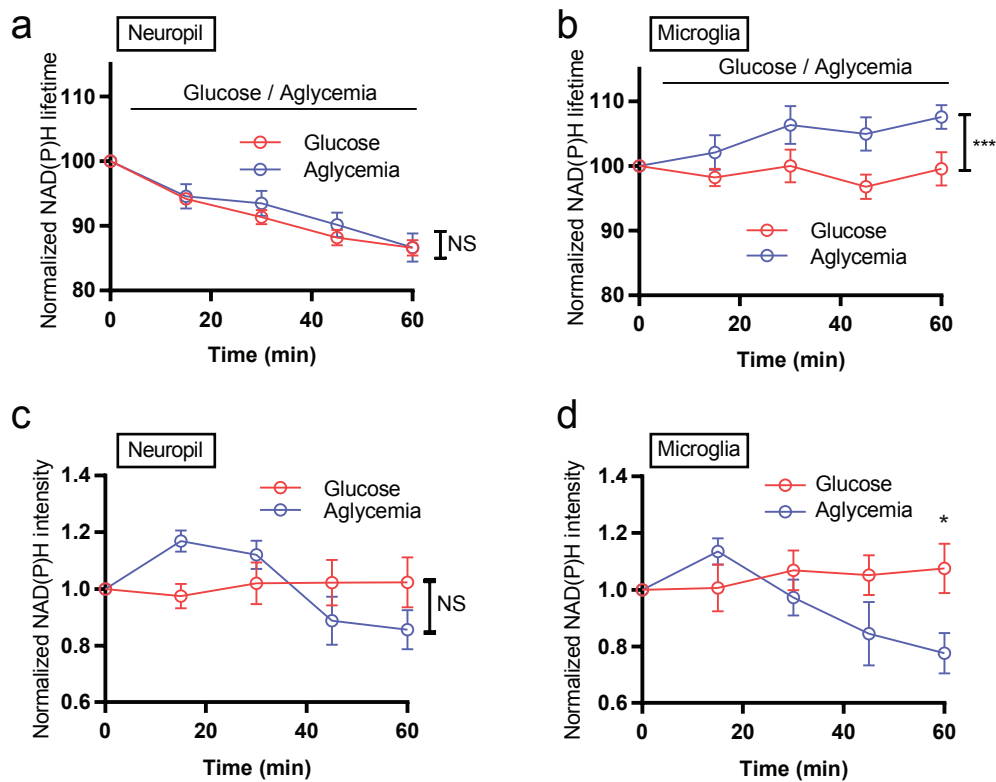 a
Neuropil
Normalized NAD(P)H lifetime
Glucose / Aglycemia
Glucose
Aglycemia
110
100
90
80
NS
0 20 40 60
Time (min)
b
Microglia
Normalized NAD(P)H lifetime
Glucose / Aglycemia
110
100
90
80
***
Glucose
Aglycemia
0 20 40 60
Time (min)
c
Neuropil
Normalized NAD(P)H intensity
1.4
1.2
1.0
0.8
0.6
Glucose
Aglycemia
NS
0 20 40 60
Time (min)
d
Microglia
Normalized NAD(P)H intensity
1.4
1.2
1.0
0.8
0.6
Glucose
Aglycemia
*
0 20 40 60
Time (min)